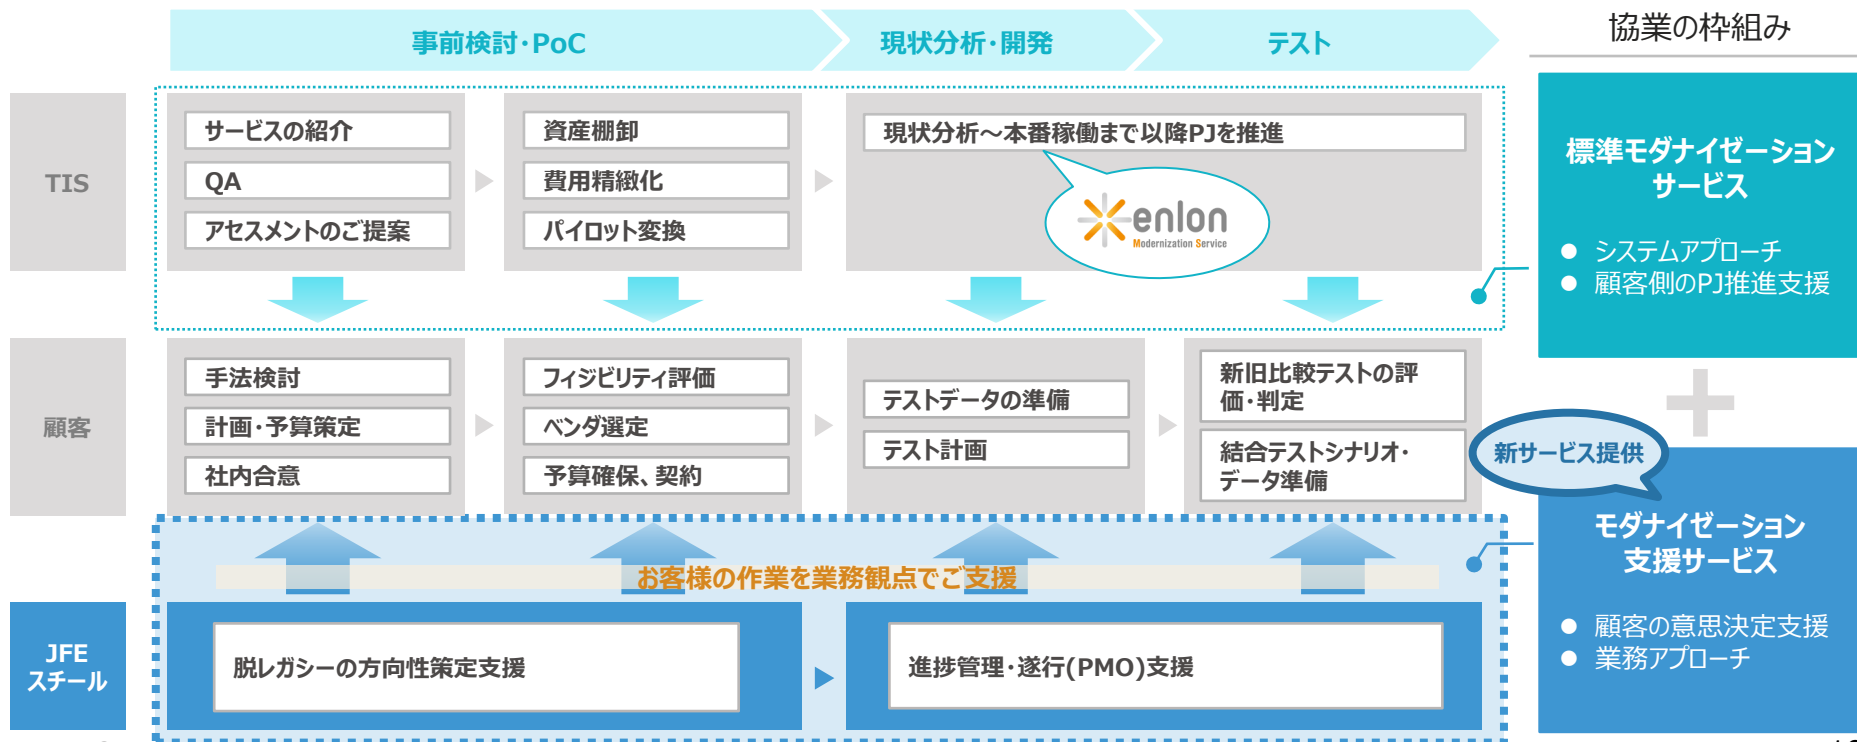 事前検討・PoC
現状分析・開発
テスト
協業の枠組み
TIS
サービスの紹介
QA
アセスメントのご提案
資産棚卸
費用精緻化
パイロット変換
現状分析～本番稼働まで以降PJを推進
Xenlon
Modernization Service
標準モダナイゼーション
サービス
● システムアプローチ
● 顧客側のPJ推進支援
顧客
手法検討
計画・予算策定
社内合意
フィジビリティ評価
ベンダ選定
予算確保、契約
テストデータの準備
テスト計画
新旧比較テストの評
価・判定
結合テストシナリオ・
データ準備
新サービス提供
お客様の作業を業務観点でご支援
JFE
スチール
脱レガシーの方向性策定支援
進捗管理・遂行(PMO)支援
モダナイゼーション
支援サービス
● 顧客の意思決定支援
● 業務アプローチ